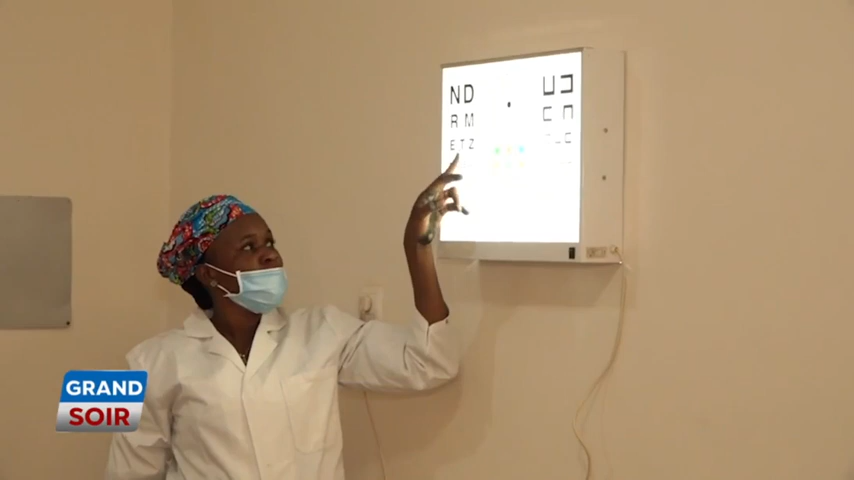 ND
RM
ETZ
GRAND
SOIR